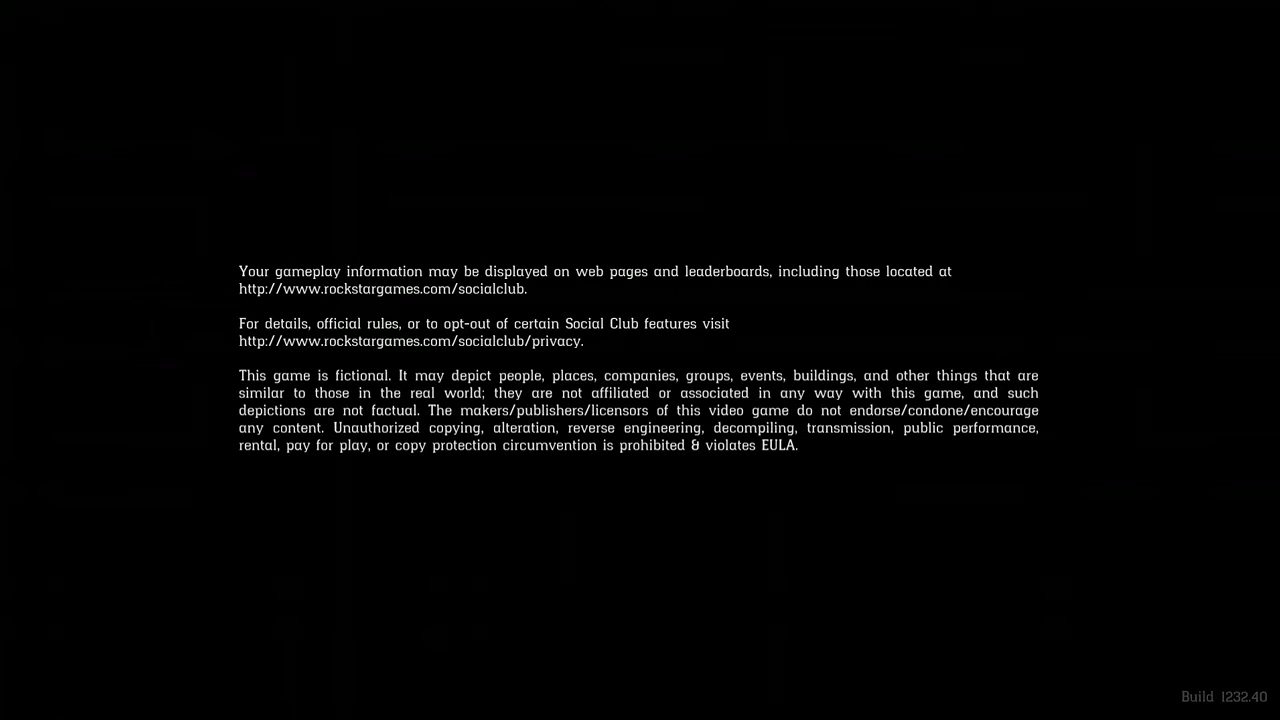 Your gameplay information may be displayed on web pages and leaderboards, including those located at
http://www.rockstargames.com/socialclub.
For details, official rules, or to opt-out of certain Social Club features visit
http://www.rockstargames.com/socialclub/privacy.
This game is fictional. It may depict people, places, companies, groups, events, buildings, and other things that are
similar to those in the real world; they are not affiliated or associated in any way with this game, and such
depictions are not factual. The makers/publishers/licensors of this video game do not endorse/condone/encourage
any content. Unauthorized copying, alteration, reverse engineering, decompiling, transmission, public performance,
rental, pay for play, or copy protection circumvention is prohibited & violates EULA.
Build 1232.40